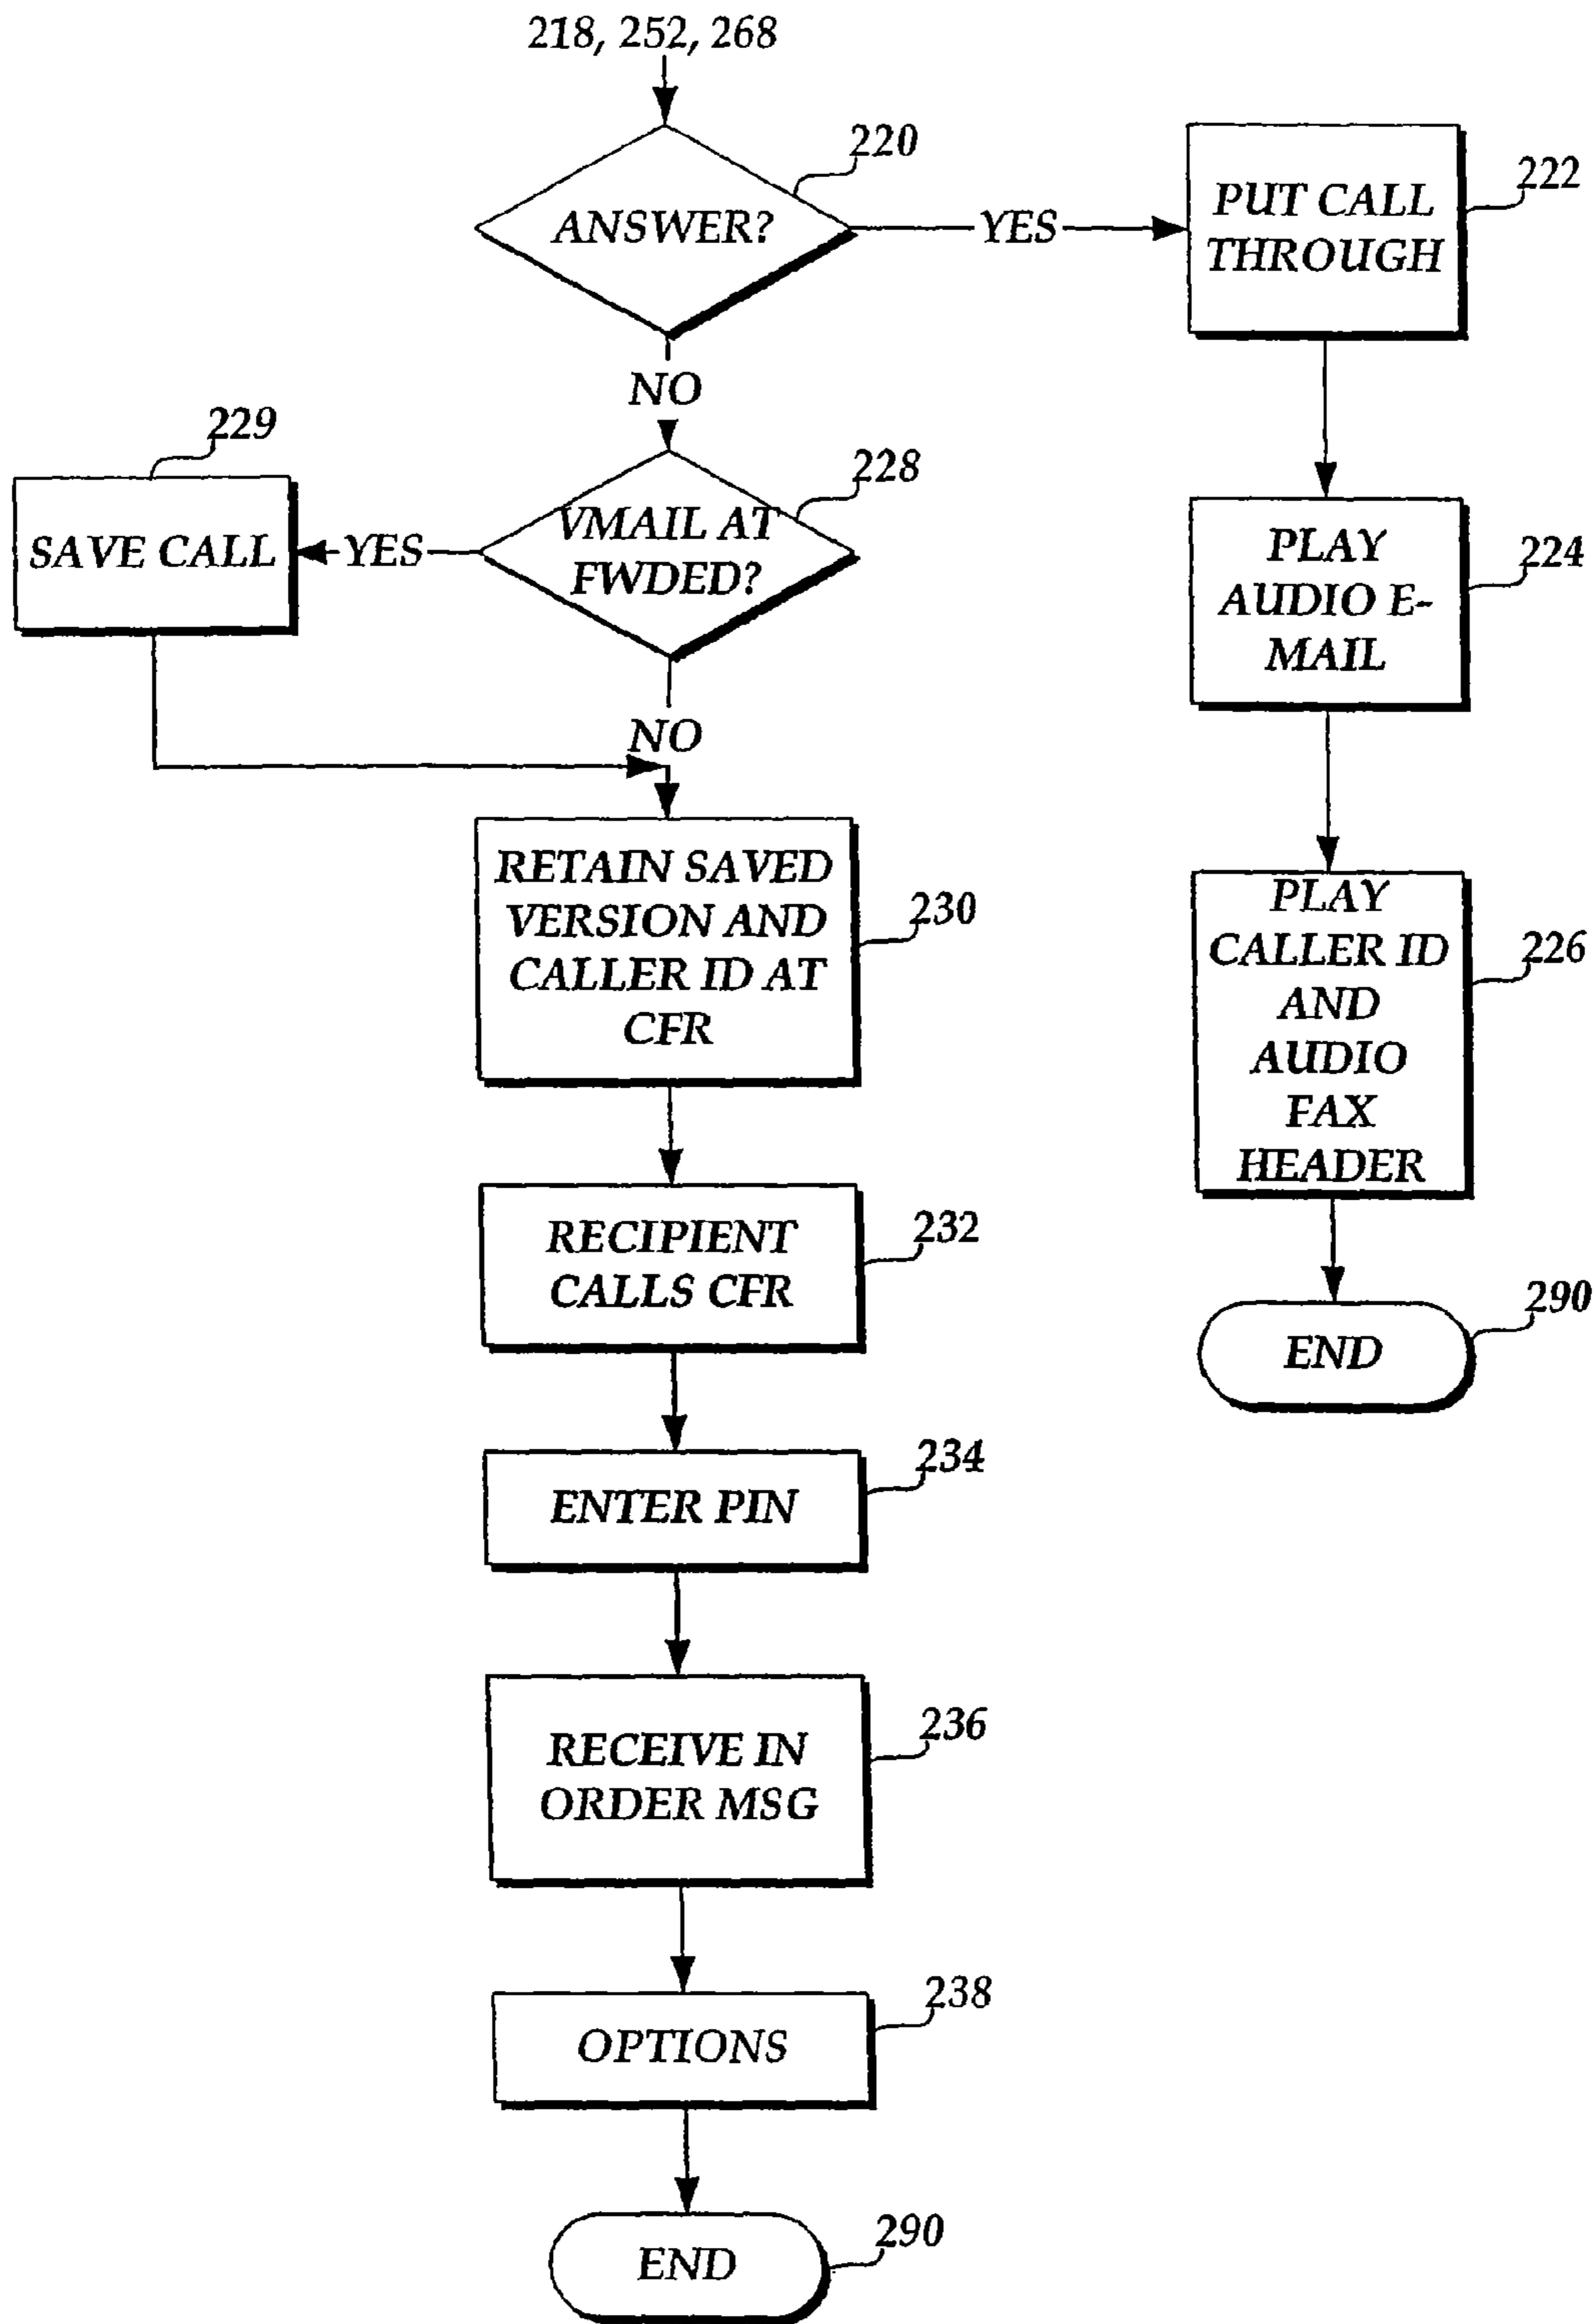 218, 252, 268
220
ANSWER?
YES
PUT CALL
THROUGH
222
NO
229
SAVE CALL
YES
228
VMAIL AT
FWDED?
NO
PLAY
AUDIO E-
MAIL
224
RETAIN SAVED
VERSION AND
CALLER ID AT
CFR
230
PLAY
CALLER ID
AND
AUDIO
FAX
HEADER
226
RECIPIENT
CALLS CFR
232
END
290
ENTER PIN
234
RECEIVE IN
ORDER MSG
236
OPTIONS
238
END
290